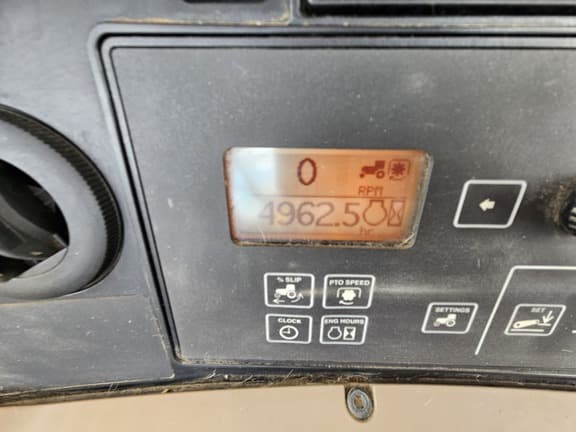 0
RPM
4962.5
hr
% SLIP
PTO SPEED
CLOCK
ENG HOURS
SETTINGS
SET